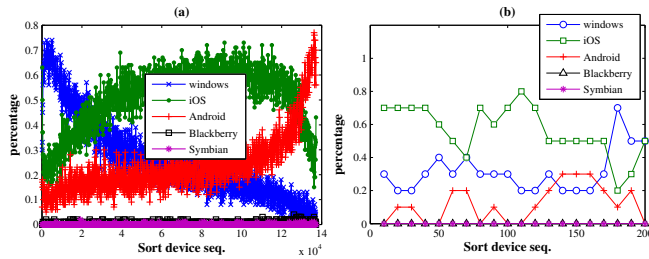 (a)
percentage
0.8
0.7
0.6
0.5
0.4
0.3
0.2
0.1
0
windows
iOS
Android
Blackberry
Symbian
0 2 4 6 8 10 12 14
x 10^4
Sort device seq.
(b)
percentage
1.2
1
0.8
0.6
0.4
0.2
0
windows
iOS
Android
Blackberry
Symbian
0 50 100 150 200
Sort device seq.